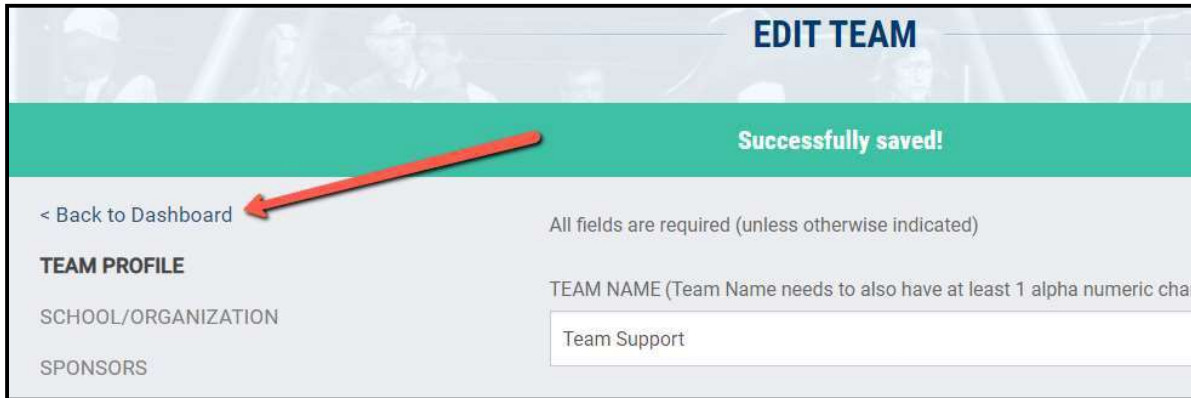 EDIT TEAM
Successfully saved!
< Back to Dashboard
TEAM PROFILE
SCHOOL/ORGANIZATION
SPONSORS
All fields are required (unless otherwise indicated)
TEAM NAME (Team Name needs to also have at least 1 alpha numeric
Team Support